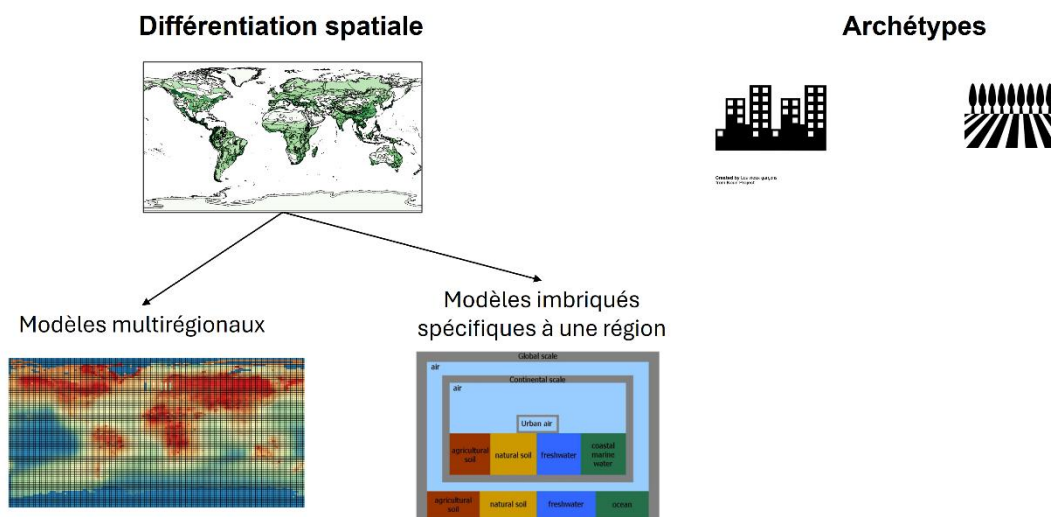 Différentiation spatiale
Archétypes
Modèles multirégionaux
Modèles imbriqués
spécifiques à une région
Global scale
air
Continental scale
air
Urban air
agricultural
soil
natural soil
freshwater
coastal
marine
water
agricultural
soil
natural soil
freshwater
ocean